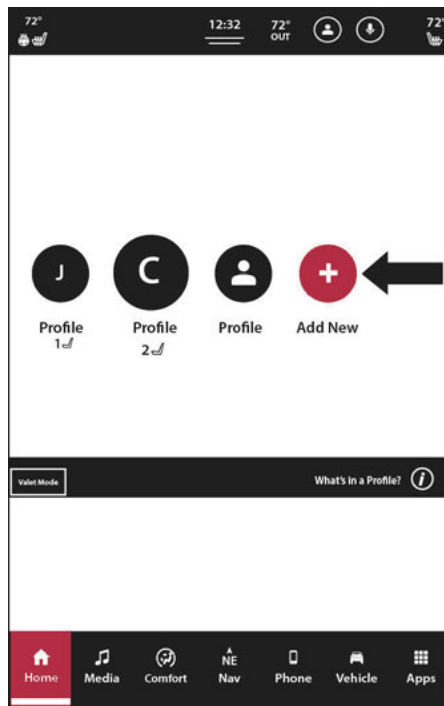 72°
12:32
72°
OUT
72°
J
C
Profile
1
Profile
2
Profile
Add New
Valet Mode
What's in a Profile?
i
Home
Media
Comfort
NE
Nav
Phone
Vehicle
Apps